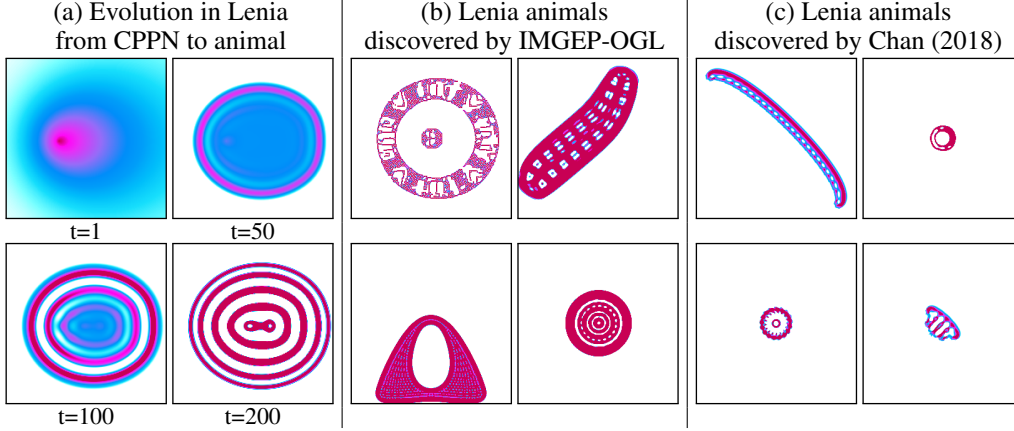 (a) Evolution in Lenia
from CPPN to animal
t=1
t=50
t=100
t=200
(b) Lenia animals
discovered by IMGEP-OGL
(c) Lenia animals
discovered by Chan (2018)